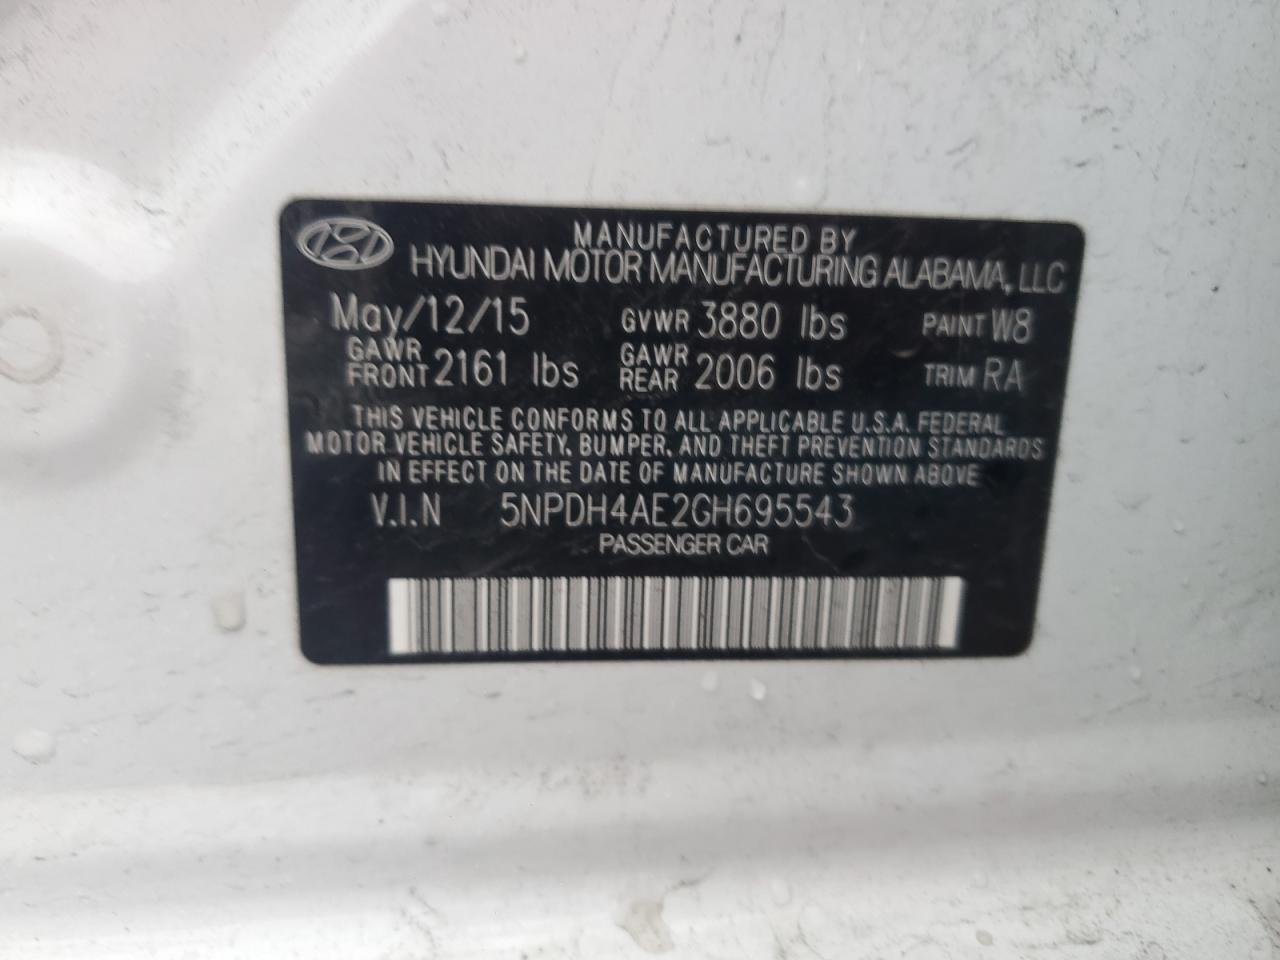 MANUFACTURED BY
HYUNDAI MOTOR MANUFACTURING ALABAMA, LLC
May/12/15 GVWR 3880 lbs PAINT W8
GAWR FRONT 2161 lbs GAWR REAR 2006 lbs TRIM RA
THIS VEHICLE CONFORMS TO ALL APPLICABLE U.S.A. FEDERAL
MOTOR VEHICLE SAFETY, BUMPER, AND THEFT PREVENTION STANDARDS
IN EFFECT ON THE DATE OF MANUFACTURE SHOWN ABOVE
V.I.N 5NPDH4AE2GH695543
PASSENGER CAR